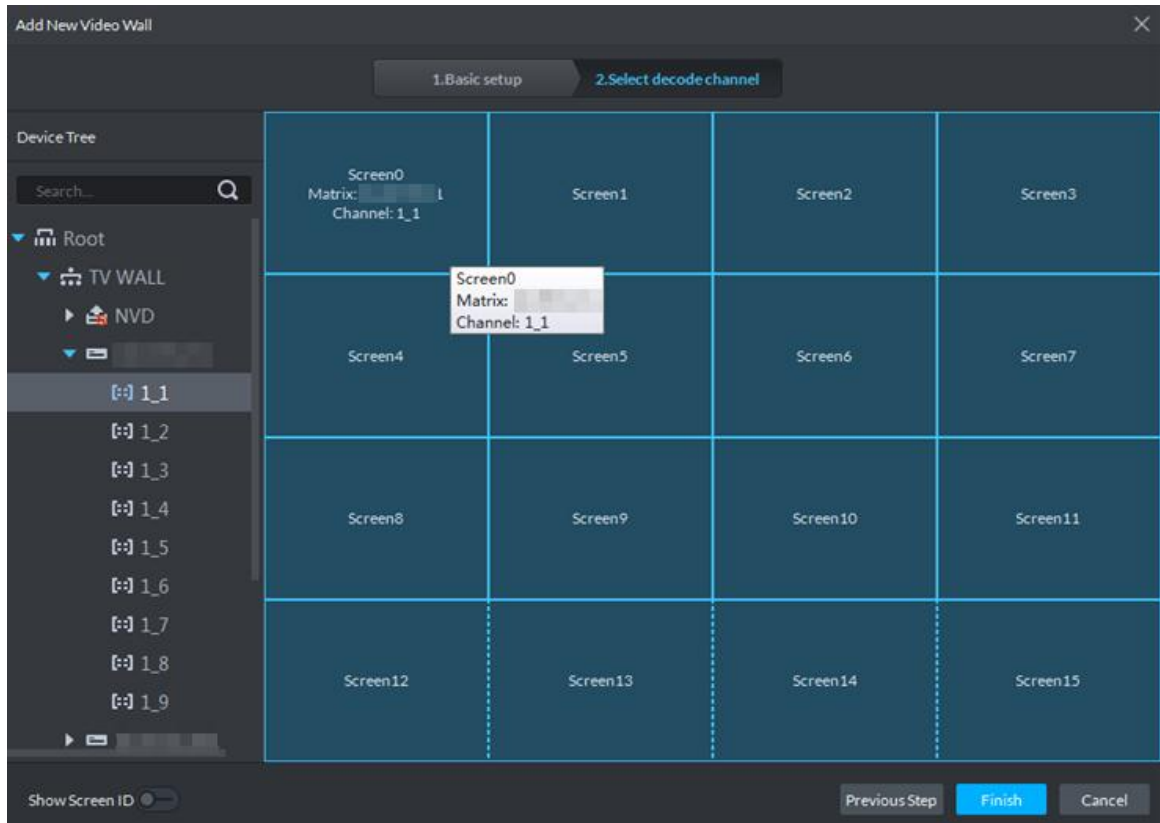 Add New Video Wall
1.Basic setup
2.Select decode channel
Device Tree
Search...
Root
TV WALL
NVD
1_1
1_2
1_3
1_4
1_5
1_6
1_7
1_8
1_9
Screen0
Matrix: 1
Channel: 1_1
Screen1
Screen2
Screen3
Screen0
Matrix:
Channel: 1_1
Screen4
Screen5
Screen6
Screen7
Screen8
Screen9
Screen10
Screen11
Screen12
Screen13
Screen14
Screen15
Show Screen ID
Previous Step
Finish
Cancel